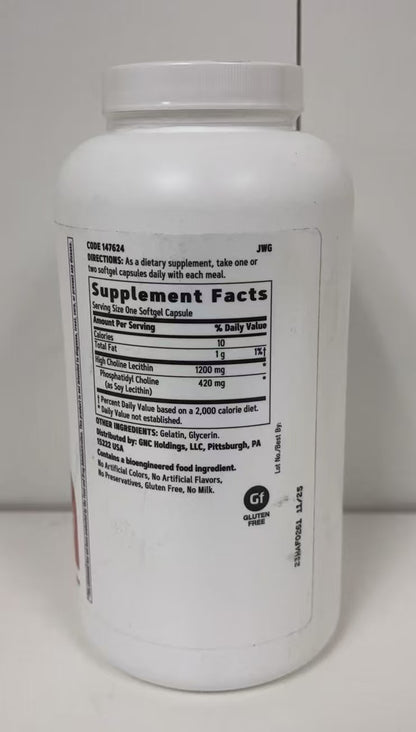 CODE 147624 JWG
DIRECTIONS: As a dietary supplement, take one or
two softgel capsules daily with each meal.
Supplement Facts
Serving Size One Softgel Capsule
Amount Per Serving % Daily Value
Calories 10
Total Fat 1 g 1%†
High Choline Lecithin 1200 mg *
Phosphatidyl Choline 420 mg *
(as Soy Lecithin)
† Percent Daily Value based on a 2,000 calorie diet.
* Daily Value not established.
OTHER INGREDIENTS: Gelatin, Glycerin.
Distributed by: GNC Holdings, LLC, Pittsburgh, PA
15222 USA
Contains a bioengineered food ingredient.
No Artificial Colors, No Artificial Flavors,
No Preservatives, Gluten Free, No Milk.
Gf
GLUTEN
FREE
Lot No./Best By:
11/25